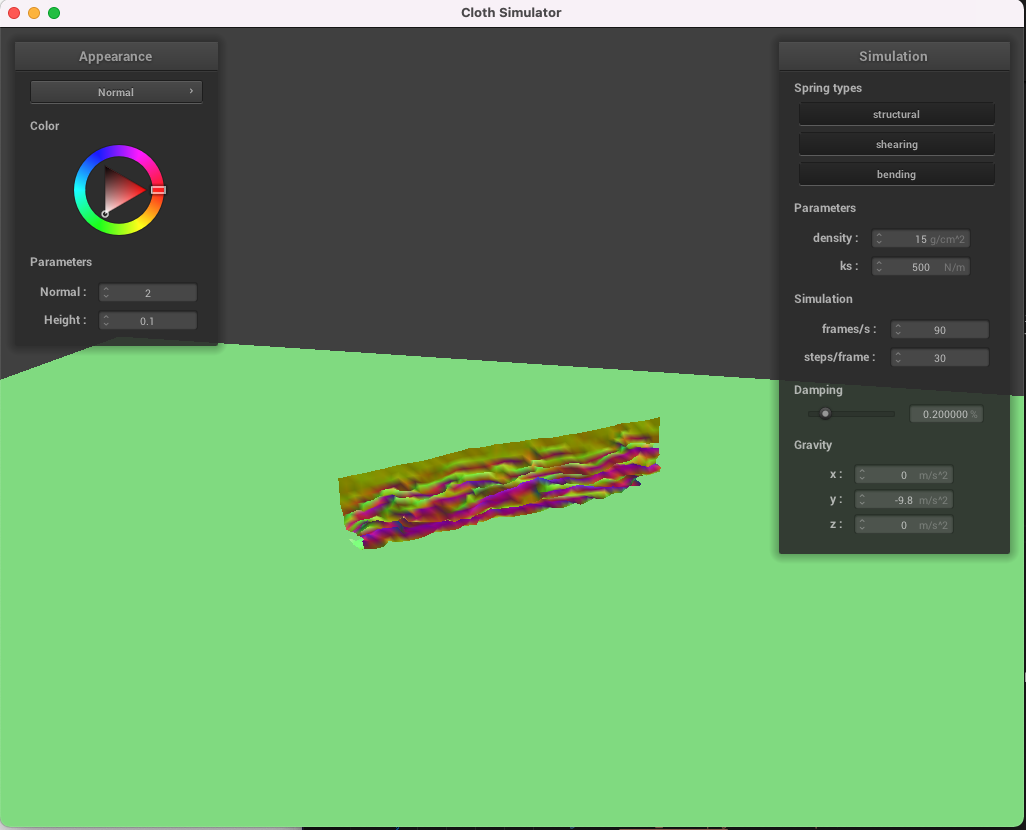 Cloth Simulator
Appearance
Normal ›
Color
Parameters
Normal : 2
Height : 0.1
Simulation
Spring types
structural
shearing
bending
Parameters
density : 15 g/cm^2
ks : 500 N/m
Simulation
frames/s : 90
steps/frame : 30
Damping
0.200000 %
Gravity
x : 0 m/s^2
y : -9.8 m/s^2
z : 0 m/s^2